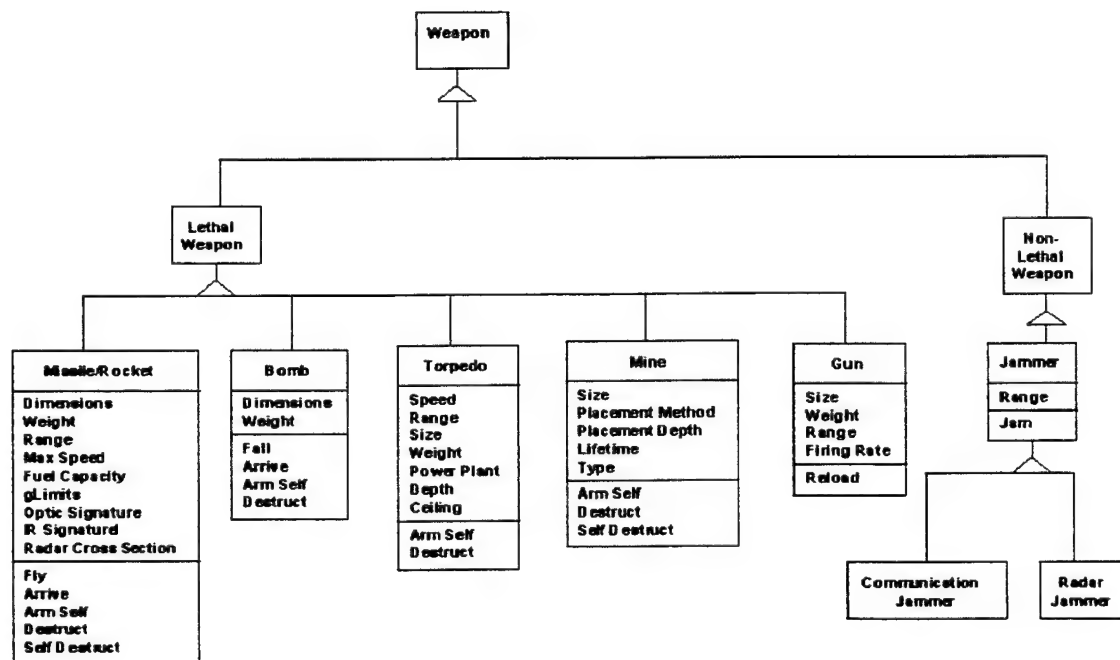 Weapon
Lethal
Weapon
Non-
Lethal
Weapon
Missile/Rocket
Dimensions
Weight
Range
Max Speed
Fuel Capacity
gLimits
Optic Signature
IR Signaturel
Radar Cross Section
Fly
Arrive
Arm Self
Destruct
Self Destruct
Bomb
Dimensions
Weight
Fall
Arrive
Arm Self
Destruct
Torpedo
Speed
Range
Size
Weight
Power Plant
Depth
Ceiling
Arm Self
Destruct
Mine
Size
Placement Method
Placement Depth
Lifetime
Type
Arm Self
Destruct
Self Destruct
Gun
Size
Weight
Range
Firing Rate
Reload
Jammer
Range
Jam
Communication
Jammer
Radar
Jammer